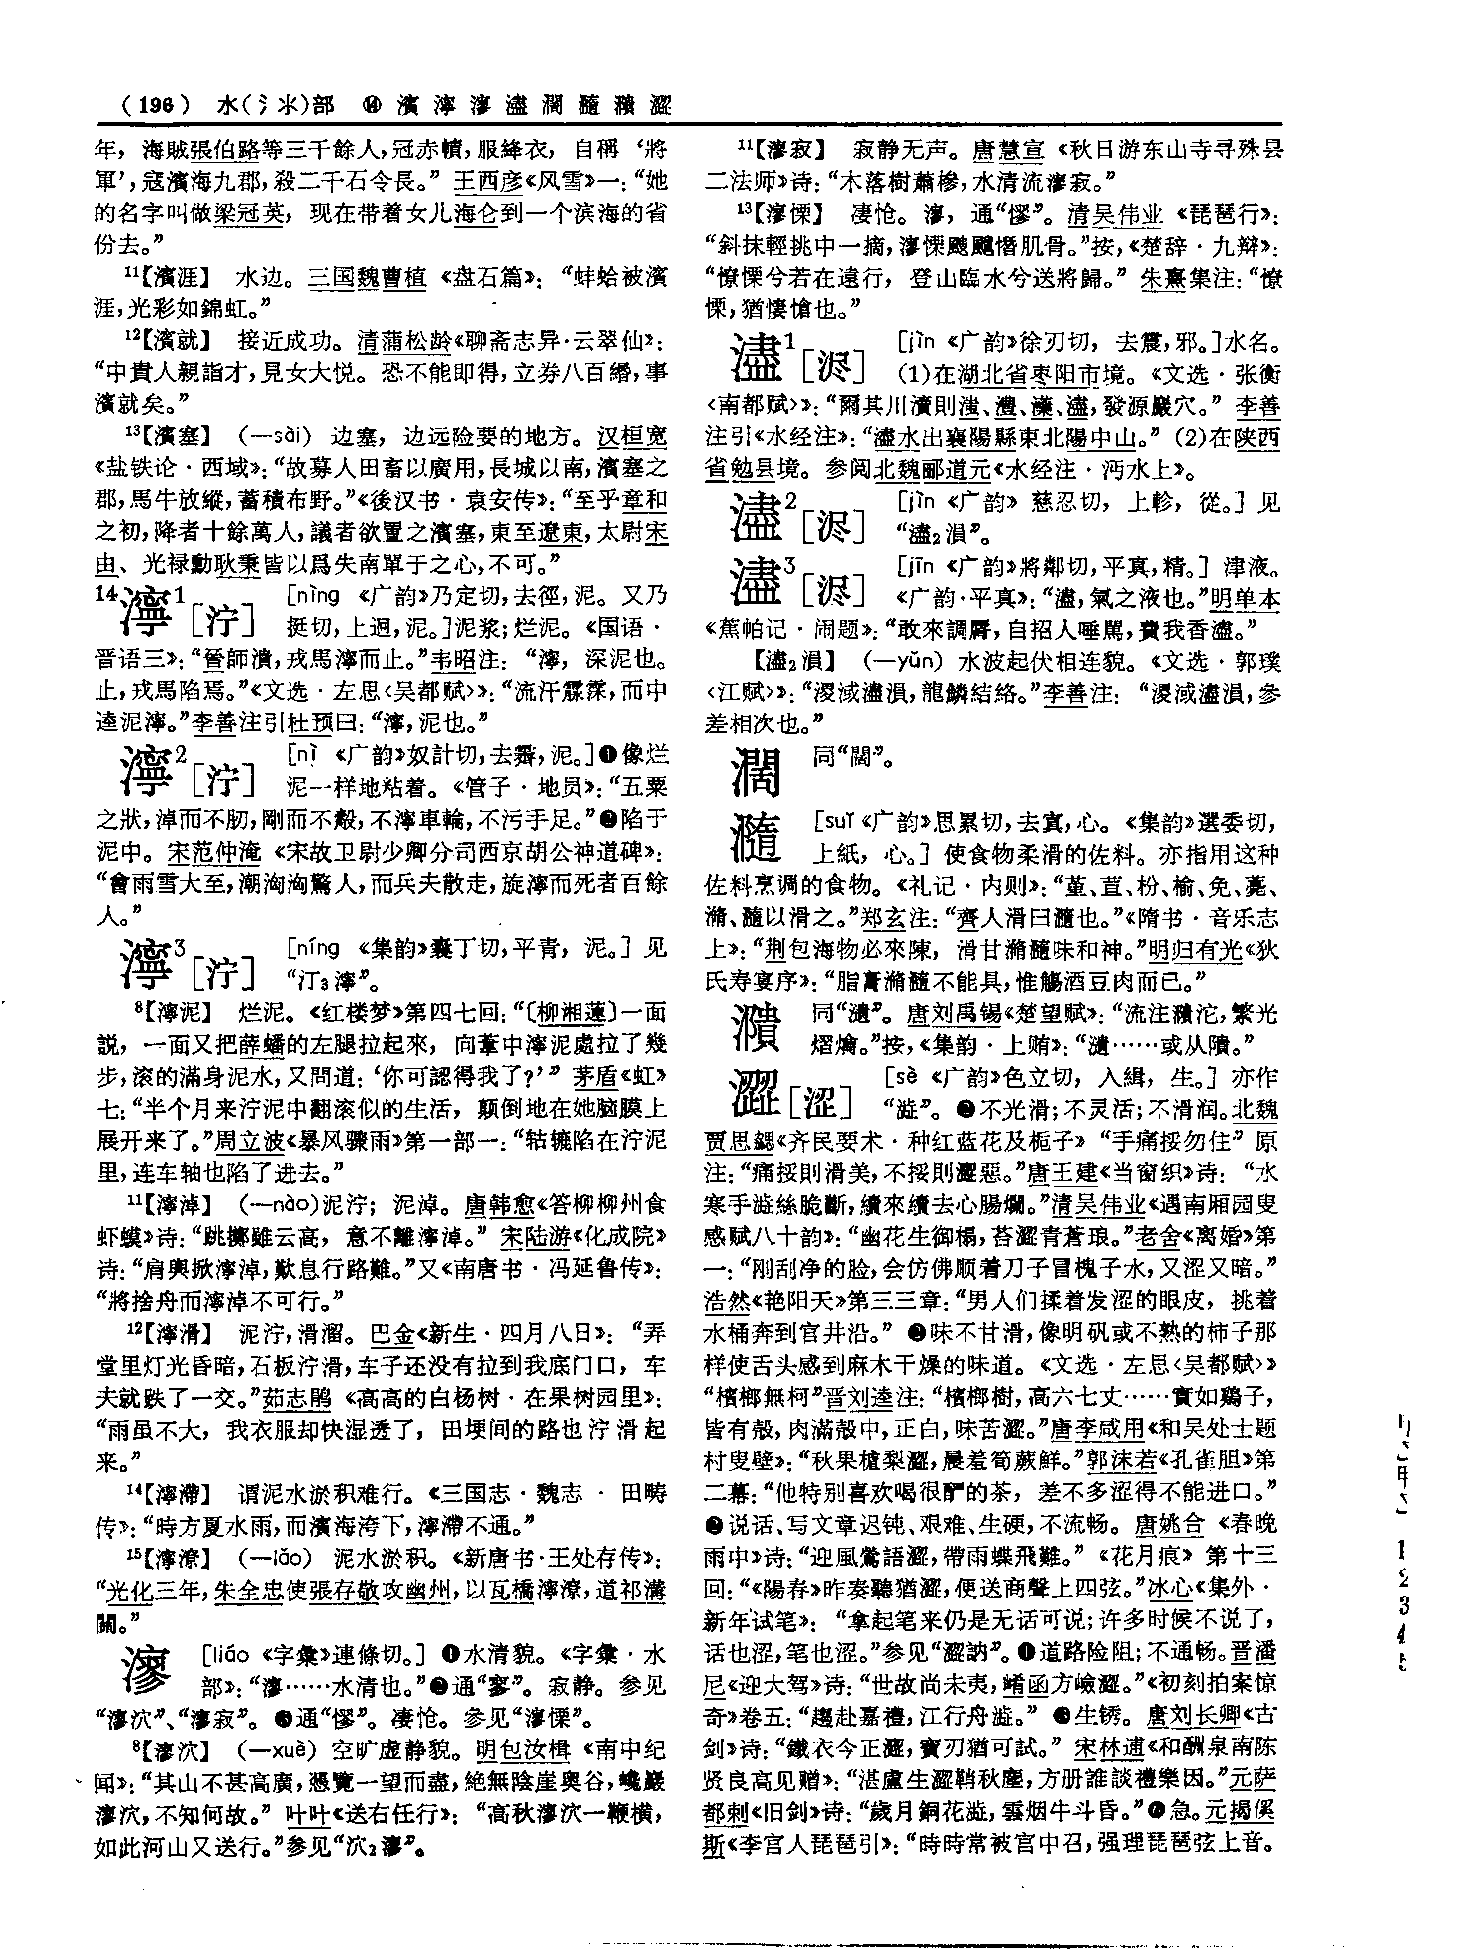 （196） 水(氵氺)部 ⑭ 濱濘漻濜濶瀡濻澀
年，海賊張伯路等三千餘人，冠赤幘，服絳衣，自稱‘將
軍’，寇濱海九郡，殺二千石令長。”王西彦《风雪》一：“她
的名字叫做梁冠英，现在带着女儿海仑到一个滨海的省
份去。”
11【濱涯】 水边。三国魏曹植《盘石篇》：“蚌蛤被濱
涯，光彩如錦虹。”
12【濱就】 接近成功。清蒲松龄《聊斋志异·云翠仙》：
“中貴人親詣才，見女大悦。恐不能即得，立券八百緡，事
濱就矣。”
13【濱塞】（—sài）边塞，边远险要的地方。汉桓宽
《盐铁论·西域》：“故募人田畜以廣用，長城以南，濱塞之
郡，馬牛放縱，蓄積布野。”《後汉书·袁安传》：“至乎章和
之初，降者十餘萬人，議者欲置之濱塞，東至遼東，太尉宋
由、光禄勳耿秉皆以爲失南單于之心，不可。”
14濘1［泞］ ［nìng 《广韵》乃定切，去徑，泥。又乃
挺切，上迥，泥。］泥浆；烂泥。《国语·
晋语三》：“晉師潰，戎馬濘而止。”韦昭注：“濘，深泥也。
止，戎馬陷焉。”《文选·左思〈吴都赋〉》：“流汗霡霂，而中
逵泥濘。”李善注引杜预曰：“濘，泥也。”
濘2［泞］ ［nì 《广韵》奴計切，去霽，泥。］❶像烂
泥一样地粘着。《管子·地员》：“五粟
之狀，淖而不肕，剛而不觳，不濘車輪，不污手足。”❷陷于
泥中。宋范仲淹《宋故卫尉少卿分司西京胡公神道碑》：
“會雨雪大至，潮洶洶驚人，而兵夫散走，旋濘而死者百餘
人。”
濘3［泞］ ［níng 《集韵》囊丁切，平青，泥。］见
“汀3濘”。
8【濘泥】 烂泥。《红楼梦》第四七回：“〔柳湘蓮〕一面
説，一面又把薛蟠的左腿拉起來，向葦中濘泥處拉了幾
步，滚的滿身泥水，又問道：‘你可認得我了？’”茅盾《虹》
七：“半个月来泞泥中翻滚似的生活，颠倒地在她脑膜上
展开来了。”周立波《暴风骤雨》第一部一：“轱辘陷在泞泥
里，连车轴也陷了进去。”
11【濘淖】（—nào）泥泞；泥淖。唐韩愈《答柳柳州食
虾蟆》诗：“跳擲雖云高，意不離濘淖。”宋陆游《化成院》
诗：“肩輿掀濘淖，歎息行路難。”又《南唐书·冯延鲁传》：
“將捨舟而濘淖不可行。”
12【濘滑】 泥泞，滑溜。巴金《新生·四月八日》：“弄
堂里灯光昏暗，石板泞滑，车子还没有拉到我底门口，车
夫就跌了一交。”茹志鹃《高高的白杨树·在果树园里》：
“雨虽不大，我衣服却快湿透了，田埂间的路也泞滑起
来。”
14【濘滯】 谓泥水淤积难行。《三国志·魏志·田畴
传》：“時方夏水雨，而濱海洿下，濘滯不通。”
15【濘潦】（—lǎo）泥水淤积。《新唐书·王处存传》：
“光化三年，朱全忠使張存敬攻幽州，以瓦橋濘潦，道祁溝
關。”
漻 ［liáo《字彙》連條切。］ ❶水清貌。《字彙·水
部》：“漻……水清也。”❷通“寥”。寂静。参见
“漻泬”、“漻寂”。❸通“憀”。凄怆。参见“漻慄”。
8【漻泬】（—xuè）空旷虚静貌。明包汝楫《南中纪
闻》：“其山不甚高廣，憑覽一望而盡，絶無陰崖奥谷，巉巖
漻泬，不知何故。”叶叶《送右任行》：“高秋漻泬一鞭横，
如此河山又送行。”参见“泬2漻”。
11【漻寂】 寂静无声。唐慧宣《秋日游东山寺寻殊昙
二法师》诗：“木落樹蕭槮，水清流漻寂。”
13【漻慄】 凄怆。漻，通“憀”。清吴伟业《琵琶行》：
“斜抹輕挑中一摘，漻慄颼飀憯肌骨。”按，《楚辞·九辯》：
“憭慄兮若在遠行，登山臨水兮送將歸。”朱熹集注：“憭
慄，猶悽愴也。”
濜1［浕］ ［jìn《广韵》徐刃切，去震，邪。］水名。
(1)在湖北省枣阳市境。《文选·张衡
〈南都赋〉》：“爾其川瀆則滍、澧、㶏、濜，發源巖穴。”李善
注引《水经注》：“濜水出襄陽縣東北陽中山。”(2)在陕西
省勉县境。参阅北魏郦道元《水经注·沔水上》。
濜2［浕］ ［jìn《广韵》慈忍切，上軫，從。］见
“濜2溳”。
濜3［浕］ ［jīn《广韵》將鄰切，平真，精。］津液。
《广韵·平真》：“濜，氣之液也。”明单本
《蕉帕记·闹题》：“敢來調脣，自招人唾駡，費我香濜。”
【濜2溳】（—yǔn）水波起伏相连貌。《文选·郭璞
〈江赋〉》：“溭淢濜溳，龍鱗結絡。”李善注：“溭淢濜溳，参
差相次也。”
濶 同“闊”。
瀡 ［suǐ《广韵》思累切，去寘，心。《集韵》選委切，
上紙，心。］使食物柔滑的佐料。亦指用这种
佐料烹调的食物。《礼记·内则》：“堇、荁、枌、榆、免、薧、
滫、瀡以滑之。”郑玄注：“齊人滑曰瀡也。”《隋书·音乐志
上》：“荆包海物必來陳，滑甘滫瀡味和神。”明归有光《狄
氏寿宴序》：“脂膏滫瀡不能具，惟觴酒豆肉而已。”
濻 同“㵋”。唐刘禹锡《楚望赋》：“流注濻沱，繁光
熠爚。”按，《集韵·上贿》：“㵋……或从隤。”
澀［涩］ ［sè《广韵》色立切，入緝，生。］亦作
“澁”。❶不光滑；不灵活；不滑润。北魏
贾思勰《齐民要术·种红蓝花及栀子》“手痛挼勿住”原
注：“痛挼則滑美，不挼則澀惡。”唐王建《当窗织》诗：“水
寒手澁絲脆斷，續來續去心腸爛。”清吴伟业《遇南厢园叟
感赋八十韵》：“幽花生御榻，苔澀青蒼琅。”老舍《离婚》第
一：“刚刮净的脸，会仿佛顺着刀子冒槐子水，又涩又暗。”
浩然《艳阳天》第三三章：“男人们揉着发涩的眼皮，挑着
水桶奔到官井沿。”❷味不甘滑，像明矾或不熟的柿子那
样使舌头感到麻木干燥的味道。《文选·左思〈吴都赋〉》
“檳榔無柯”晋刘逵注：“檳榔樹，高六七丈……實如鷄子，
皆有殻，肉滿殻中，正白，味苦澀。”唐李咸用《和吴处士题
村叟壁》：“秋果樝梨澀，晨羞筍蕨鮮。”郭沫若《孔雀胆》第
二幕：“他特别喜欢喝很酽的茶，差不多涩得不能进口。”
❸说话、写文章迟钝、艰难、生硬，不流畅。唐姚合《春晚
雨中》诗：“迎風鶯語澀，帶雨蝶飛難。”《花月痕》第十三
回：“《陽春》昨奏聽猶澀，便送商聲上四弦。”冰心《集外·
新年试笔》：“拿起笔来仍是无话可说；许多时候不说了，
话也涩，笔也涩。”参见“澀訥”。❹道路险阻；不通畅。晋潘
尼《迎大驾》诗：“世故尚未夷，崤函方嶮澀。”《初刻拍案惊
奇》卷五：“趨赴嘉禮，江行舟澁。”❺生锈。唐刘长卿《古
剑》诗：“鐵衣今正澀，寶刃猶可試。”宋林逋《和酬泉南陈
贤良高见赠》：“湛盧生澀鞘秋塵，方册誰談禮樂因。”元萨
都剌《旧剑》诗：“歲月銅花澁，雲烟牛斗昏。”❻急。元揭傒
斯《李宫人琵琶引》：“時時常被宫中召，强理琵琶弦上音。
1
2
3
4
5